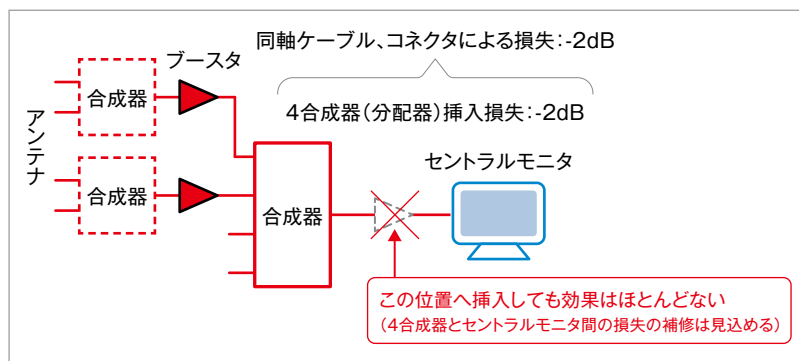 同軸ケーブル、コネクタによる損失:-2dB
ブースタ
合成器
4合成器(分配器)挿入損失:-2dB
アンテナ
セントラルモニタ
合成器
合成器
この位置へ挿入しても効果はほとんどない
(4合成器とセントラルモニタ間の損失の補修は見込める)